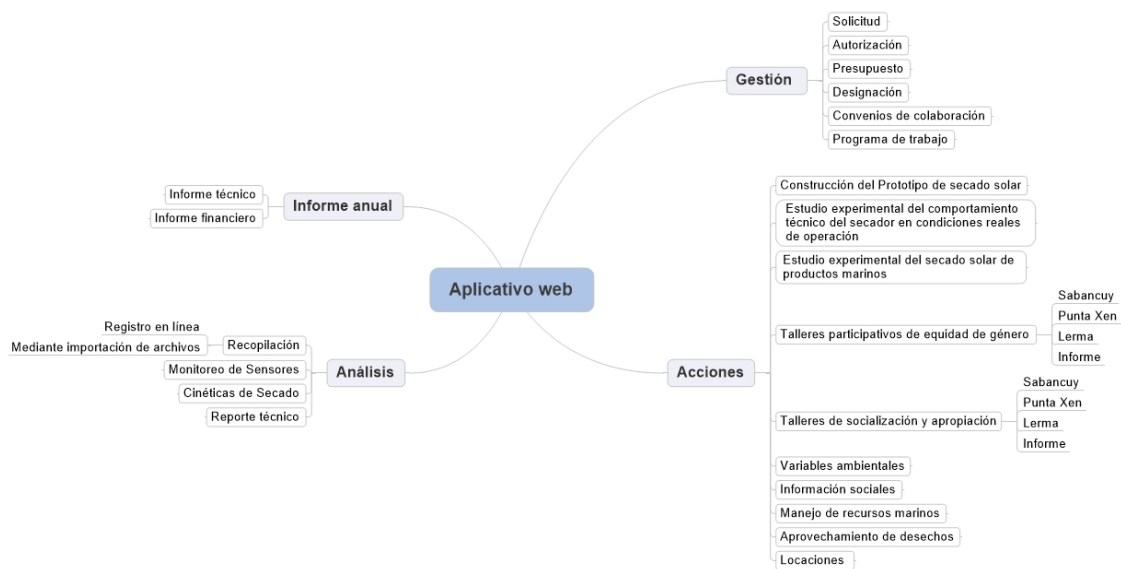 Aplicativo web
Gestión
Solicitud
Autorización
Presupuesto
Designación
Convenios de colaboración
Programa de trabajo
Acciones
Construcción del Prototipo de secado solar
Estudio experimental del comportamiento
técnico del secador en condiciones reales
de operación
Estudio experimental del secado solar de
productos marinos
Talleres participativos de equidad de género
Sabancuy
Punta Xen
Lerma
Informe
Talleres de socialización y apropiación
Sabancuy
Punta Xen
Lerma
Informe
Variables ambientales
Información sociales
Manejo de recursos marinos
Aprovechamiento de desechos
Locaciones
Informe anual
Informe técnico
Informe financiero
Análisis
Recopilación
Registro en línea
Mediante importación de archivos
Monitoreo de Sensores
Cinéticas de Secado
Reporte técnico